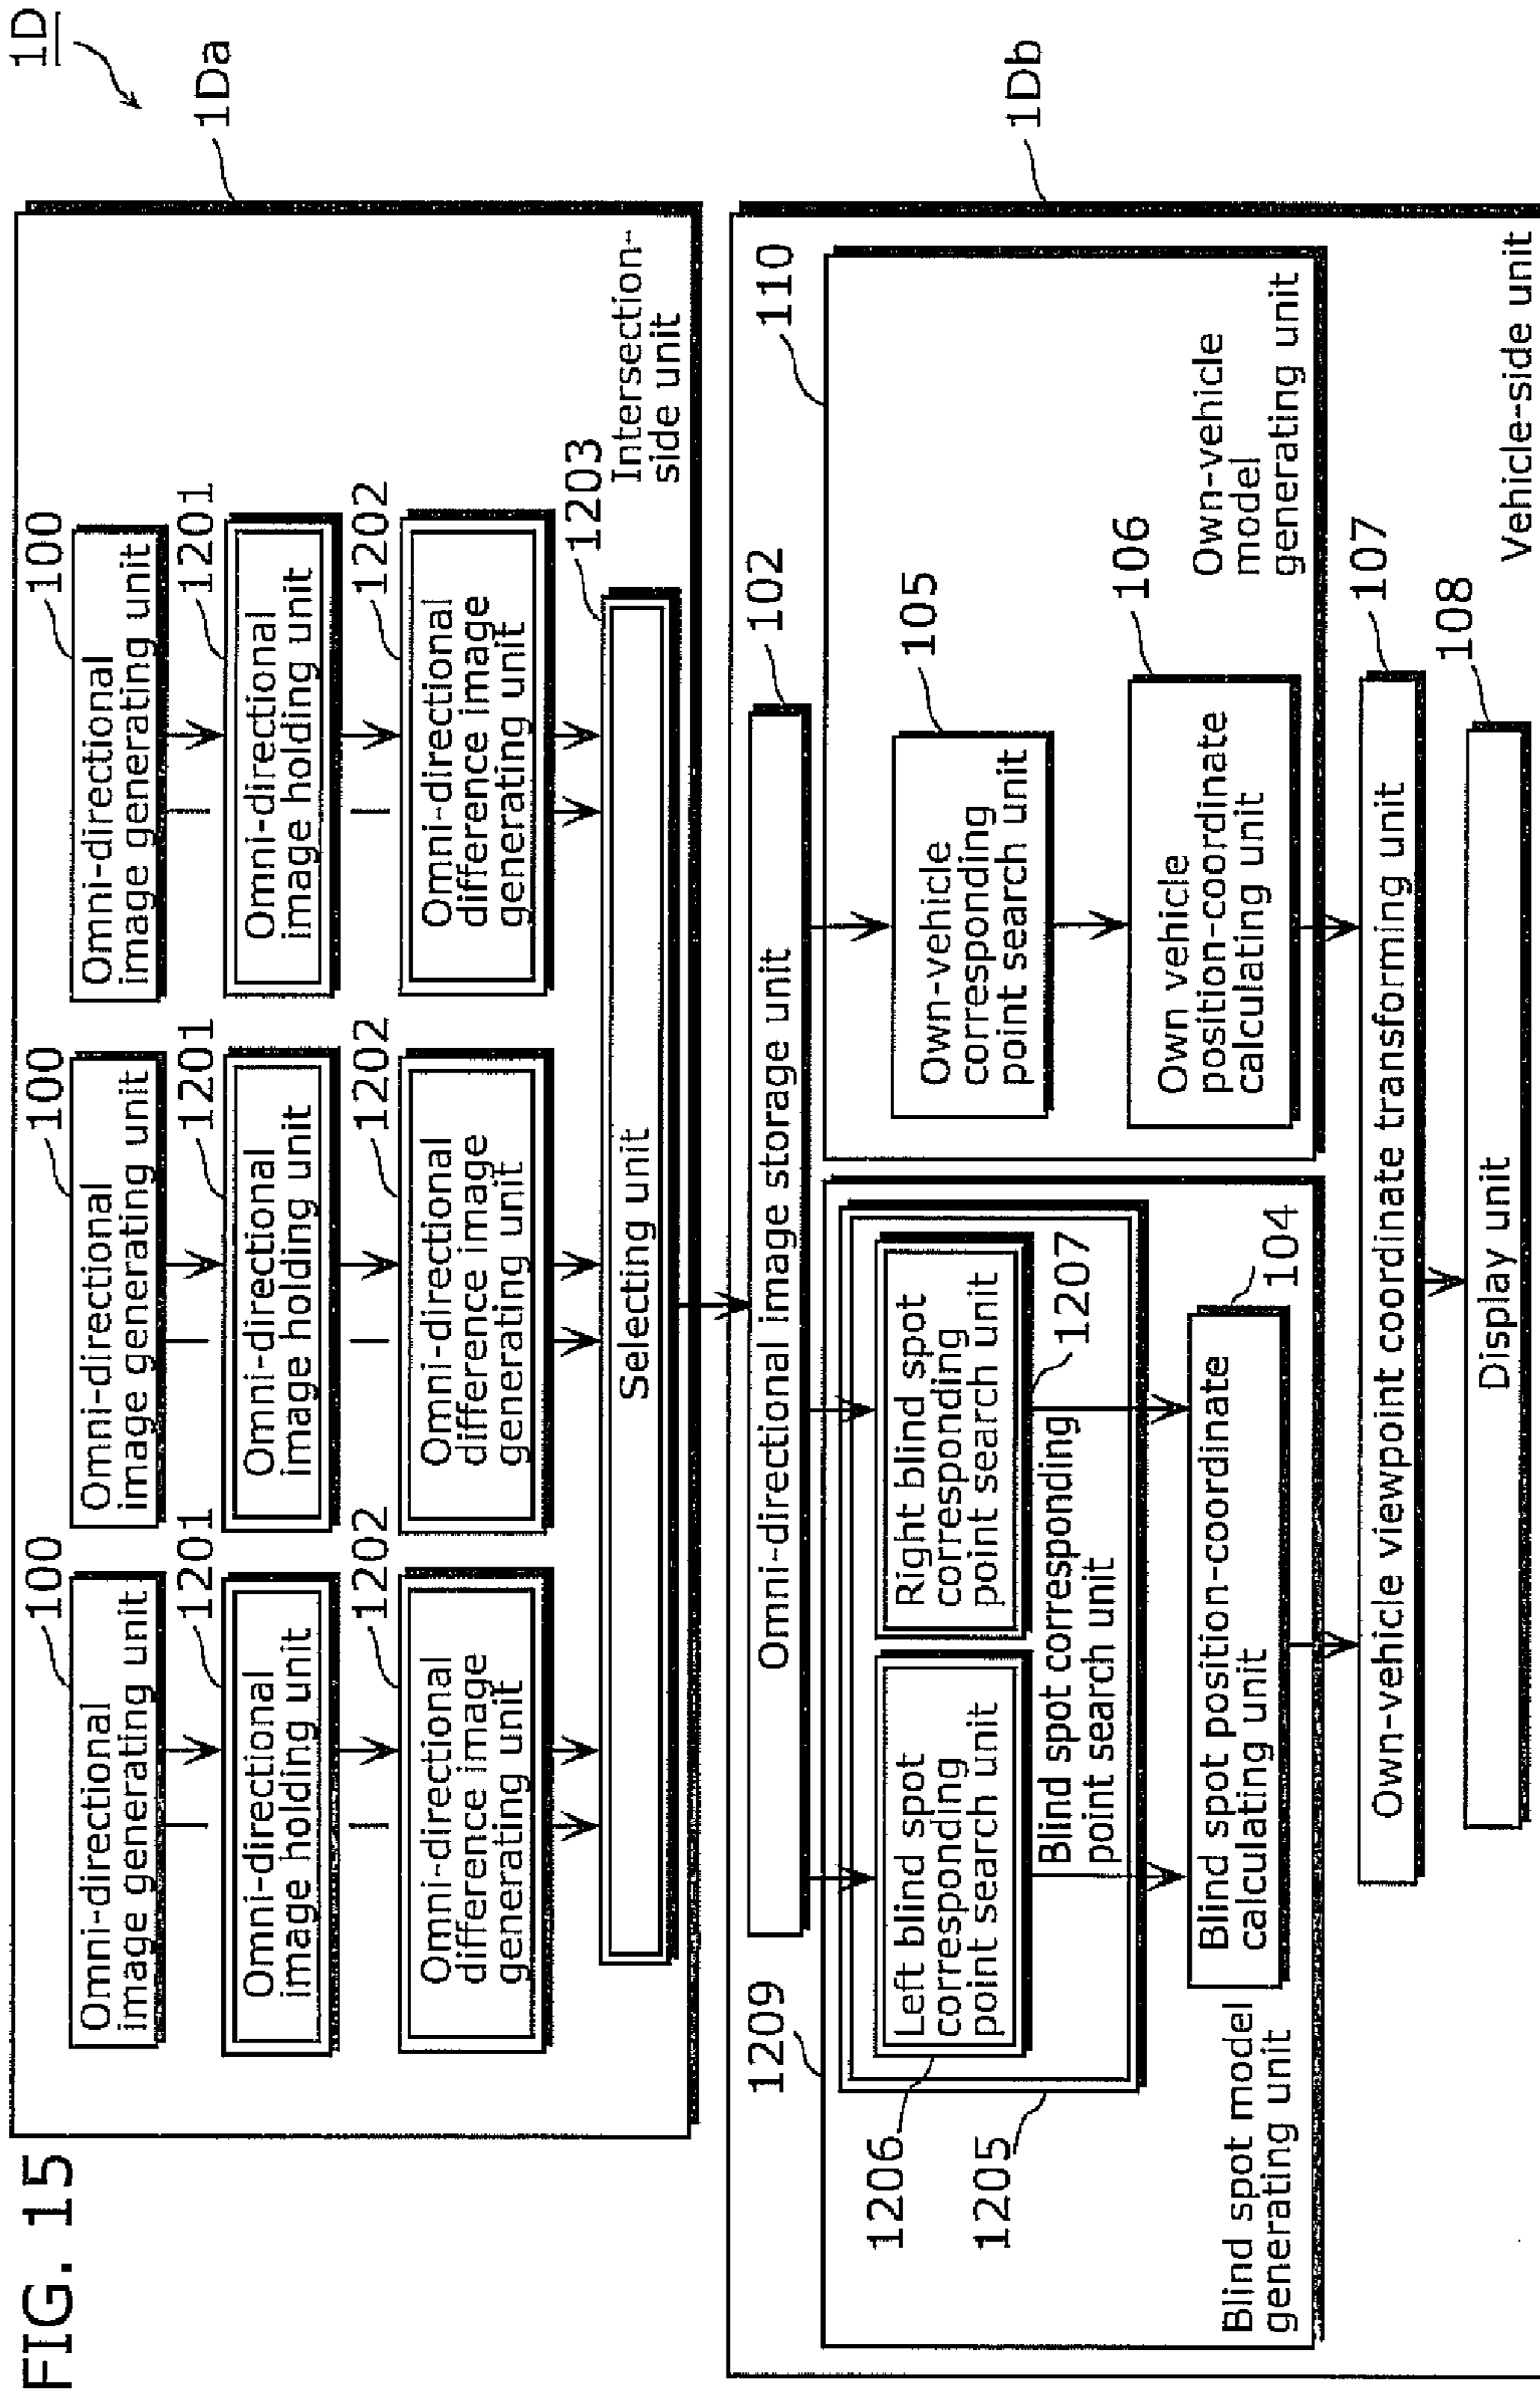 FIG. 15
1D
1Da
100
Omni-directional
image generating unit
100
Omni-directional
image generating unit
100
Omni-directional
image generating unit
1201
Omni-directional
image holding unit
1201
Omni-directional
image holding unit
1201
Omni-directional
image holding unit
1202
Omni-directional
difference image
generating unit
1202
Omni-directional
difference image
generating unit
1202
Omni-directional
difference image
generating unit
1203
Selecting unit
Intersection-
side unit
1Db
102
Omni-directional image storage unit
1209
110
1206
Left blind spot
corresponding
point search unit
Right blind spot
corresponding
point search unit
1207
1205
Blind spot corresponding
point search unit
104
Blind spot position-coordinate
calculating unit
Blind spot model
generating unit
105
Own-vehicle
corresponding
point search unit
106
Own vehicle
position-coordinate
calculating unit
Own-vehicle
model
generating unit
107
Own-vehicle viewpoint coordinate transforming unit
108
Display unit
Vehicle-side unit